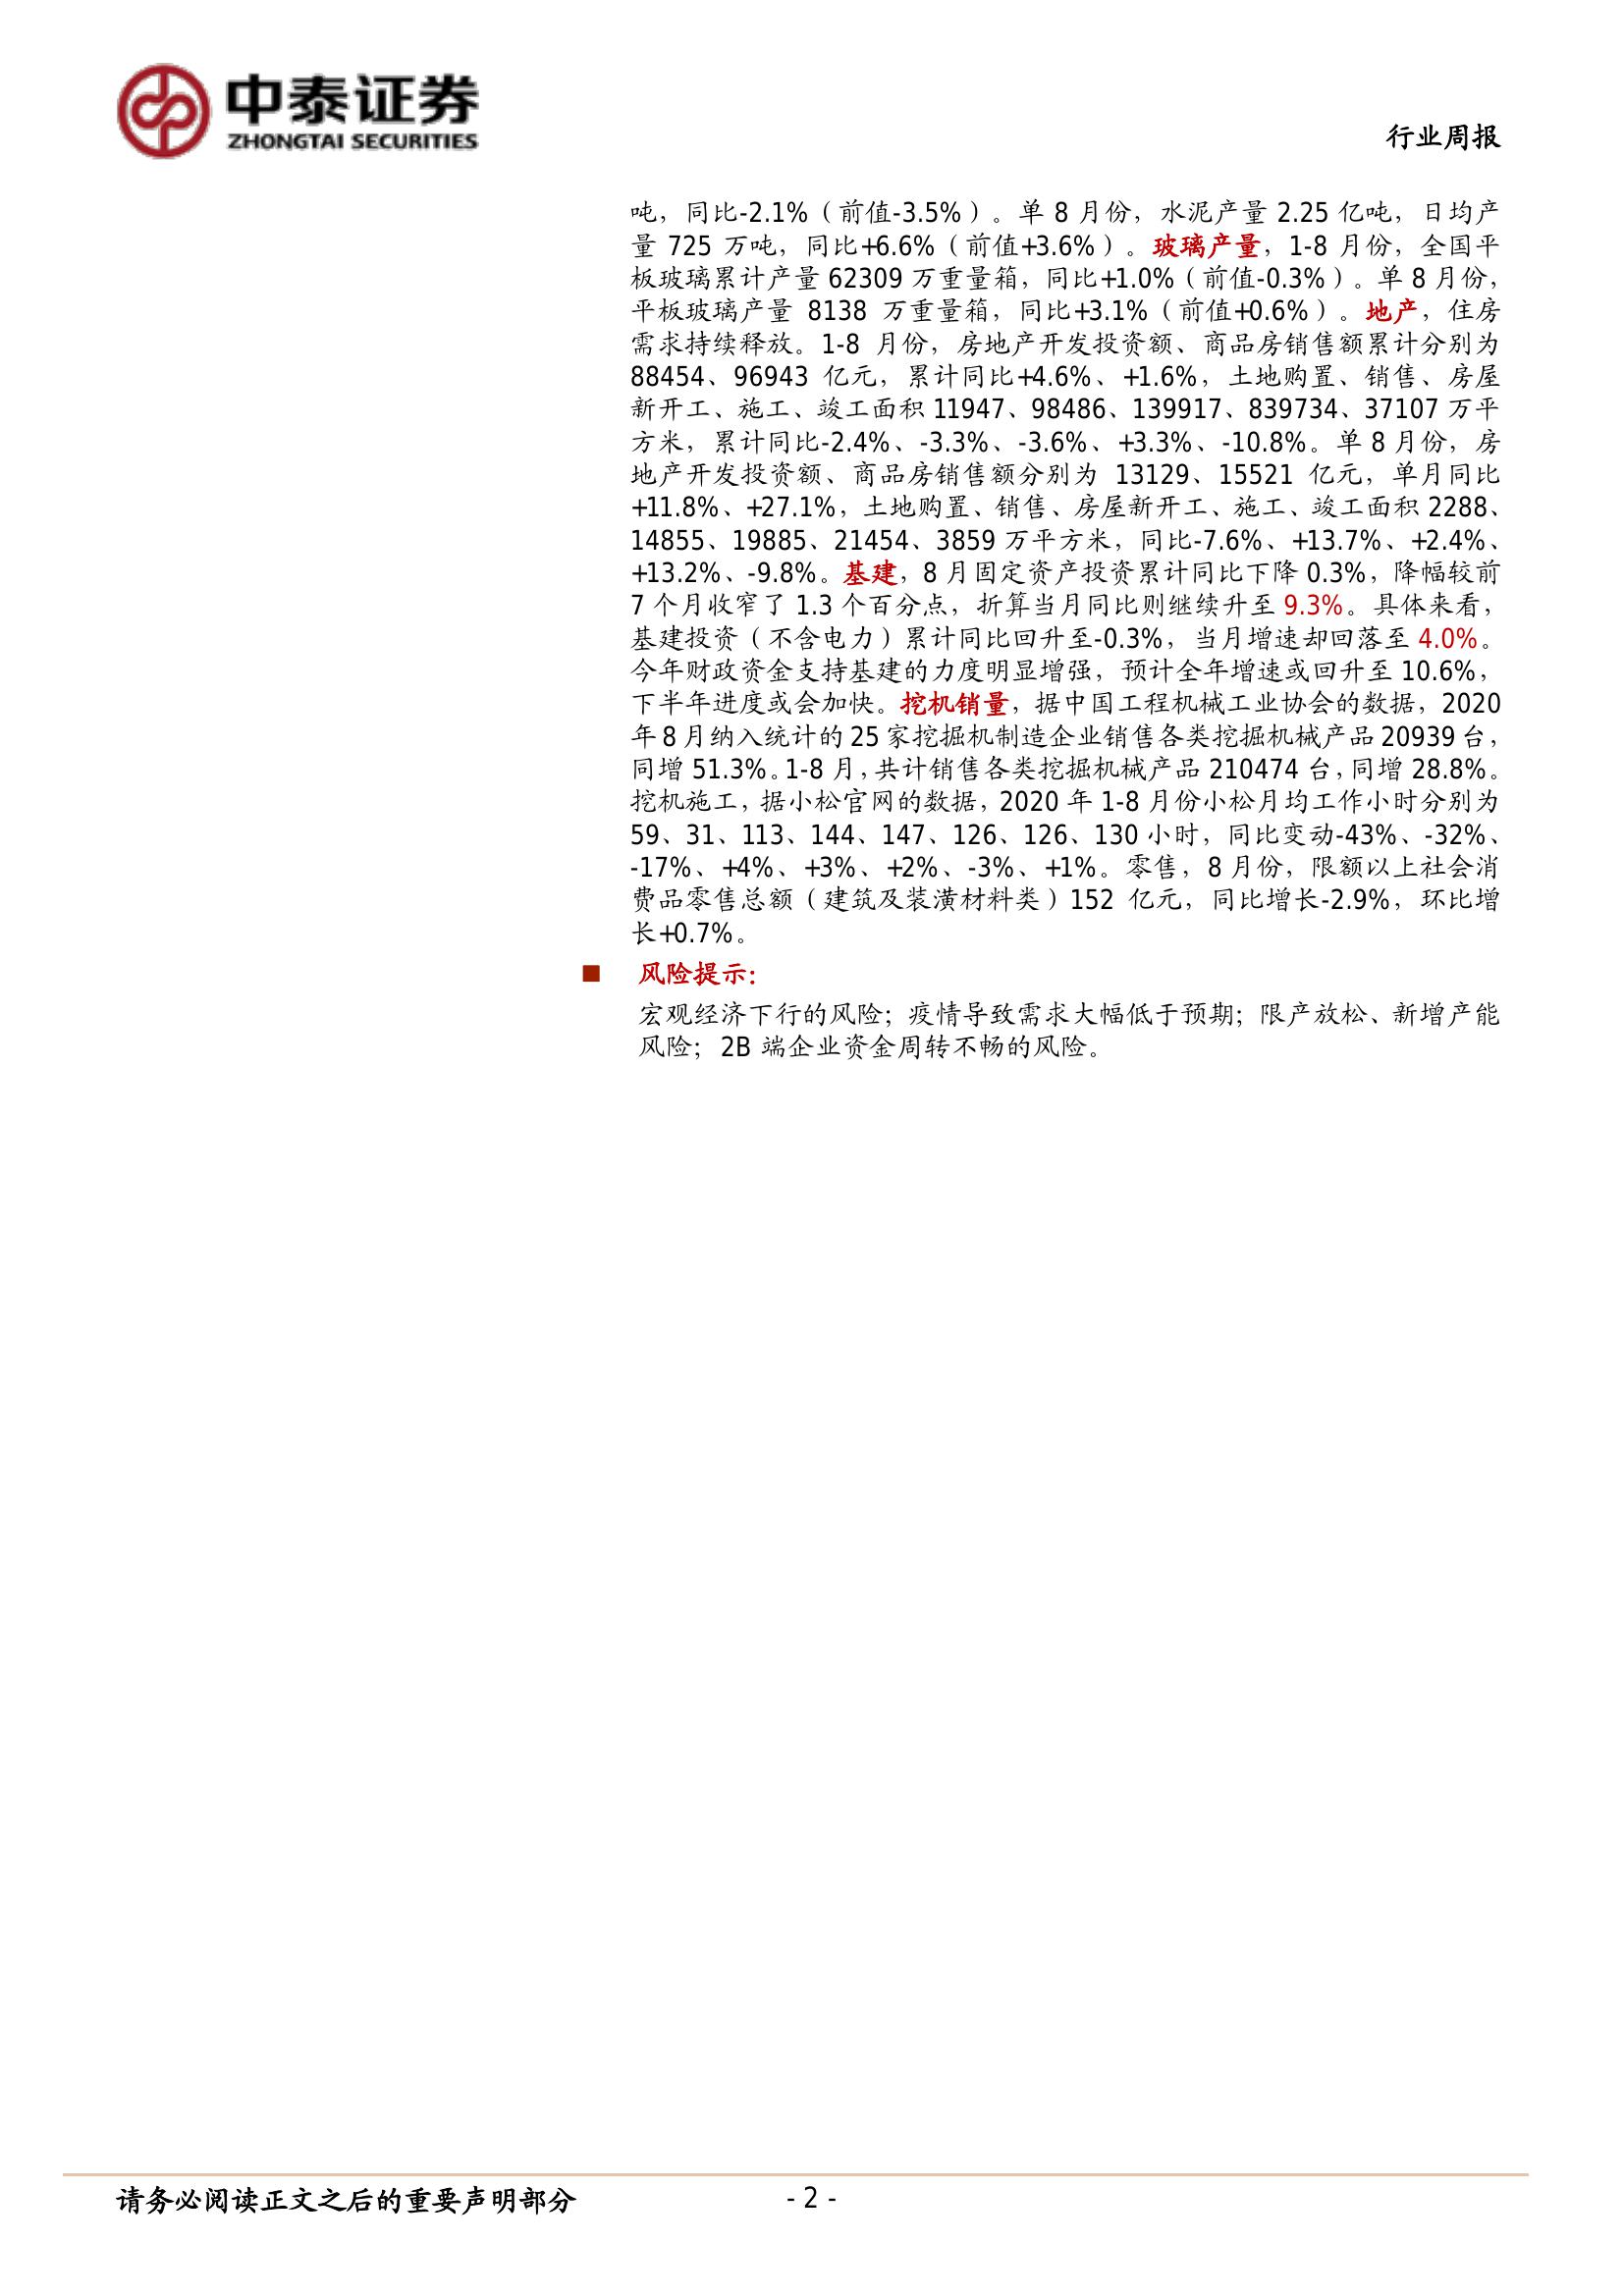 中泰证券
ZHONGTAI SECURITIES
行业周报
吨，同比-2.1%（前值-3.5%）。单 8 月份，水泥产量 2.25 亿吨，日均产
量 725 万吨，同比+6.6%（前值+3.6%）。玻璃产量，1-8 月份，全国平
板玻璃累计产量 62309 万重量箱，同比+1.0%（前值-0.3%）。单 8 月份，
平板玻璃产量 8138 万重量箱，同比+3.1%（前值+0.6%）。地产，住房
需求持续释放。1-8 月份，房地产开发投资额、商品房销售额累计分别为
88454、96943 亿元，累计同比+4.6%、+1.6%，土地购置、销售、房屋
新开工、施工、竣工面积 11947、98486、139917、839734、37107 万平
方米，累计同比-2.4%、-3.3%、-3.6%、+3.3%、-10.8%。单 8 月份，房
地产开发投资额、商品房销售额分别为 13129、15521 亿元，单月同比
+11.8%、+27.1%，土地购置、销售、房屋新开工、施工、竣工面积 2288、
14855、19885、21454、3859 万平方米，同比-7.6%、+13.7%、+2.4%、
+13.2%、-9.8%。基建，8 月固定资产投资累计同比下降 0.3%，降幅较前
7 个月收窄了 1.3 个百分点，折算当月同比则继续升至 9.3%。具体来看，
基建投资（不含电力）累计同比回升至-0.3%，当月增速却回落至 4.0%。
今年财政资金支持基建的力度明显增强，预计全年增速或回升至 10.6%，
下半年进度或会加快。挖机销量，据中国工程机械工业协会的数据，2020
年 8 月纳入统计的 25 家挖掘机制造企业销售各类挖掘机械产品 20939 台，
同增 51.3%。1-8 月，共计销售各类挖掘机械产品 210474 台，同增 28.8%。
挖机施工，据小松官网的数据，2020 年 1-8 月份小松月均工作小时分别为
59、31、113、144、147、126、126、130 小时，同比变动-43%、-32%、
-17%、+4%、+3%、+2%、-3%、+1%。零售，8 月份，限额以上社会消
费品零售总额（建筑及装潢材料类）152 亿元，同比增长-2.9%，环比增
长+0.7%。
■ 风险提示：
宏观经济下行的风险；疫情导致需求大幅低于预期；限产放松、新增产能
风险；2B 端企业资金周转不畅的风险。
请务必阅读正文之后的重要声明部分
- 2 -